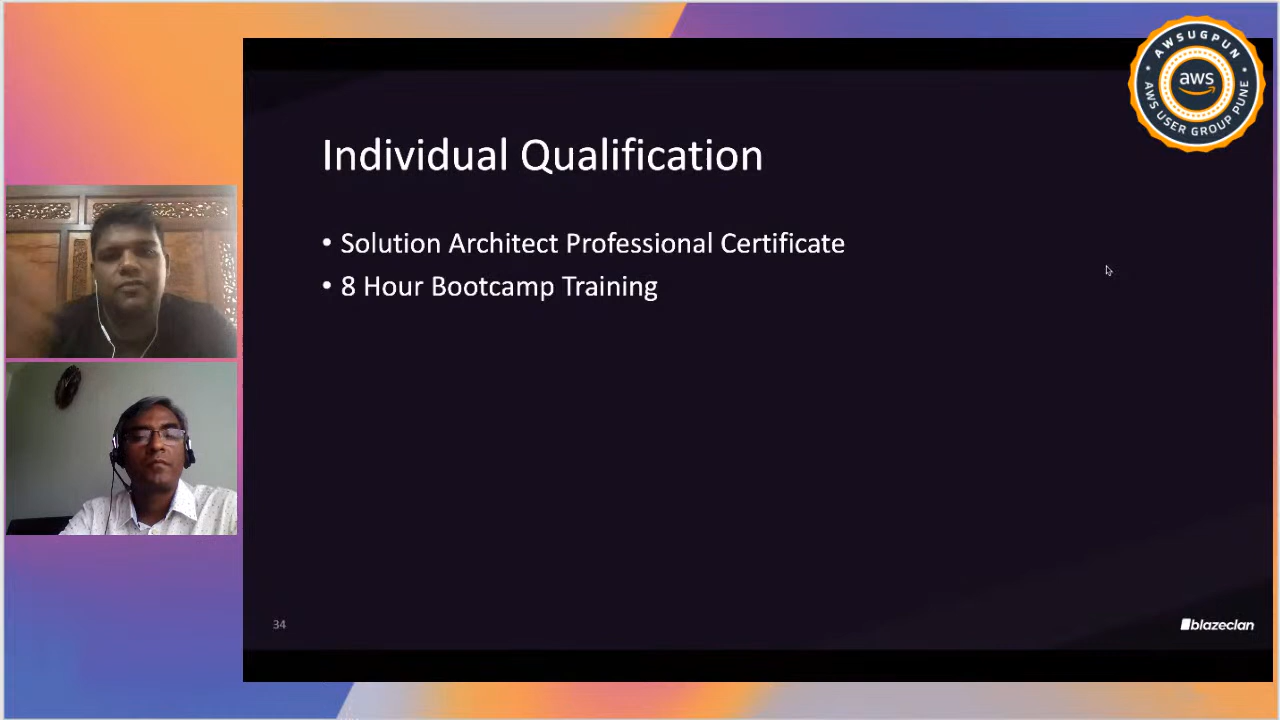 AWSUGPUN
aws
AWS USER GROUP PUNE
Individual Qualification
• Solution Architect Professional Certificate
• 8 Hour Bootcamp Training
34
blazeclan